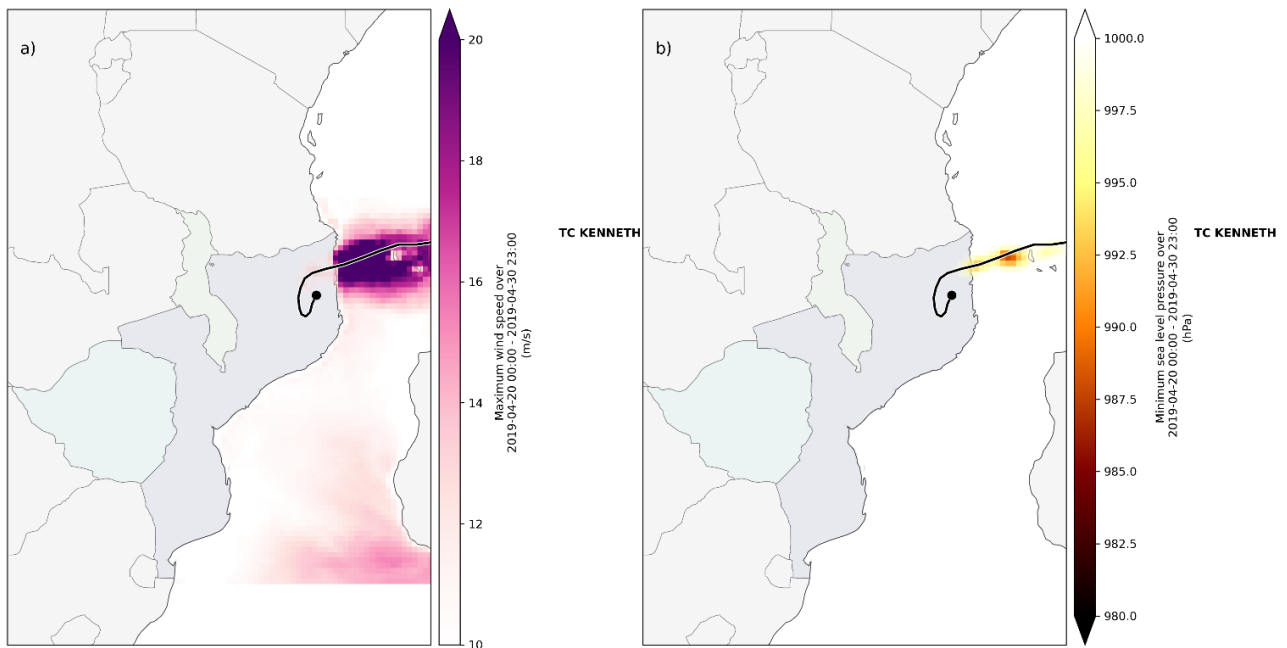 a)
20
18
16
14
12
10
Maximum wind speed over
2019-04-20 00:00 - 2019-04-30 23:00
(m/s)
TC KENNETH
b)
1000.0
997.5
995.0
992.5
990.0
987.5
985.0
982.5
980.0
Minimum sea level pressure over
2019-04-20 00:00 - 2019-04-30 23:00
(hPa)
TC KENNETH